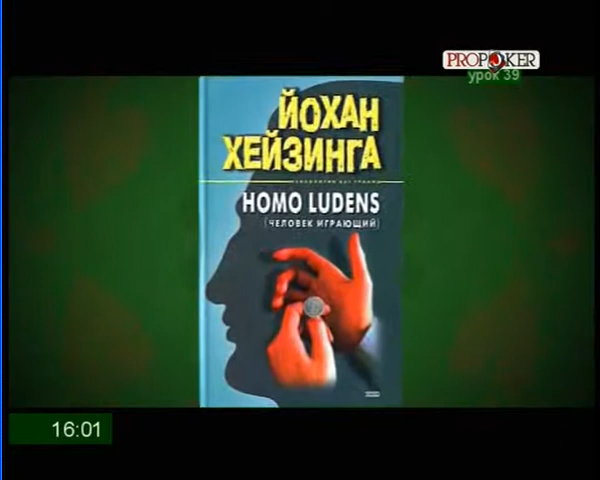 PROPOKER
урок 39
ЙОХАН
ХЕЙЗИНГА
HOMO LUDENS
(ЧЕЛОВЕК ИГРАЮЩИЙ)
16:01